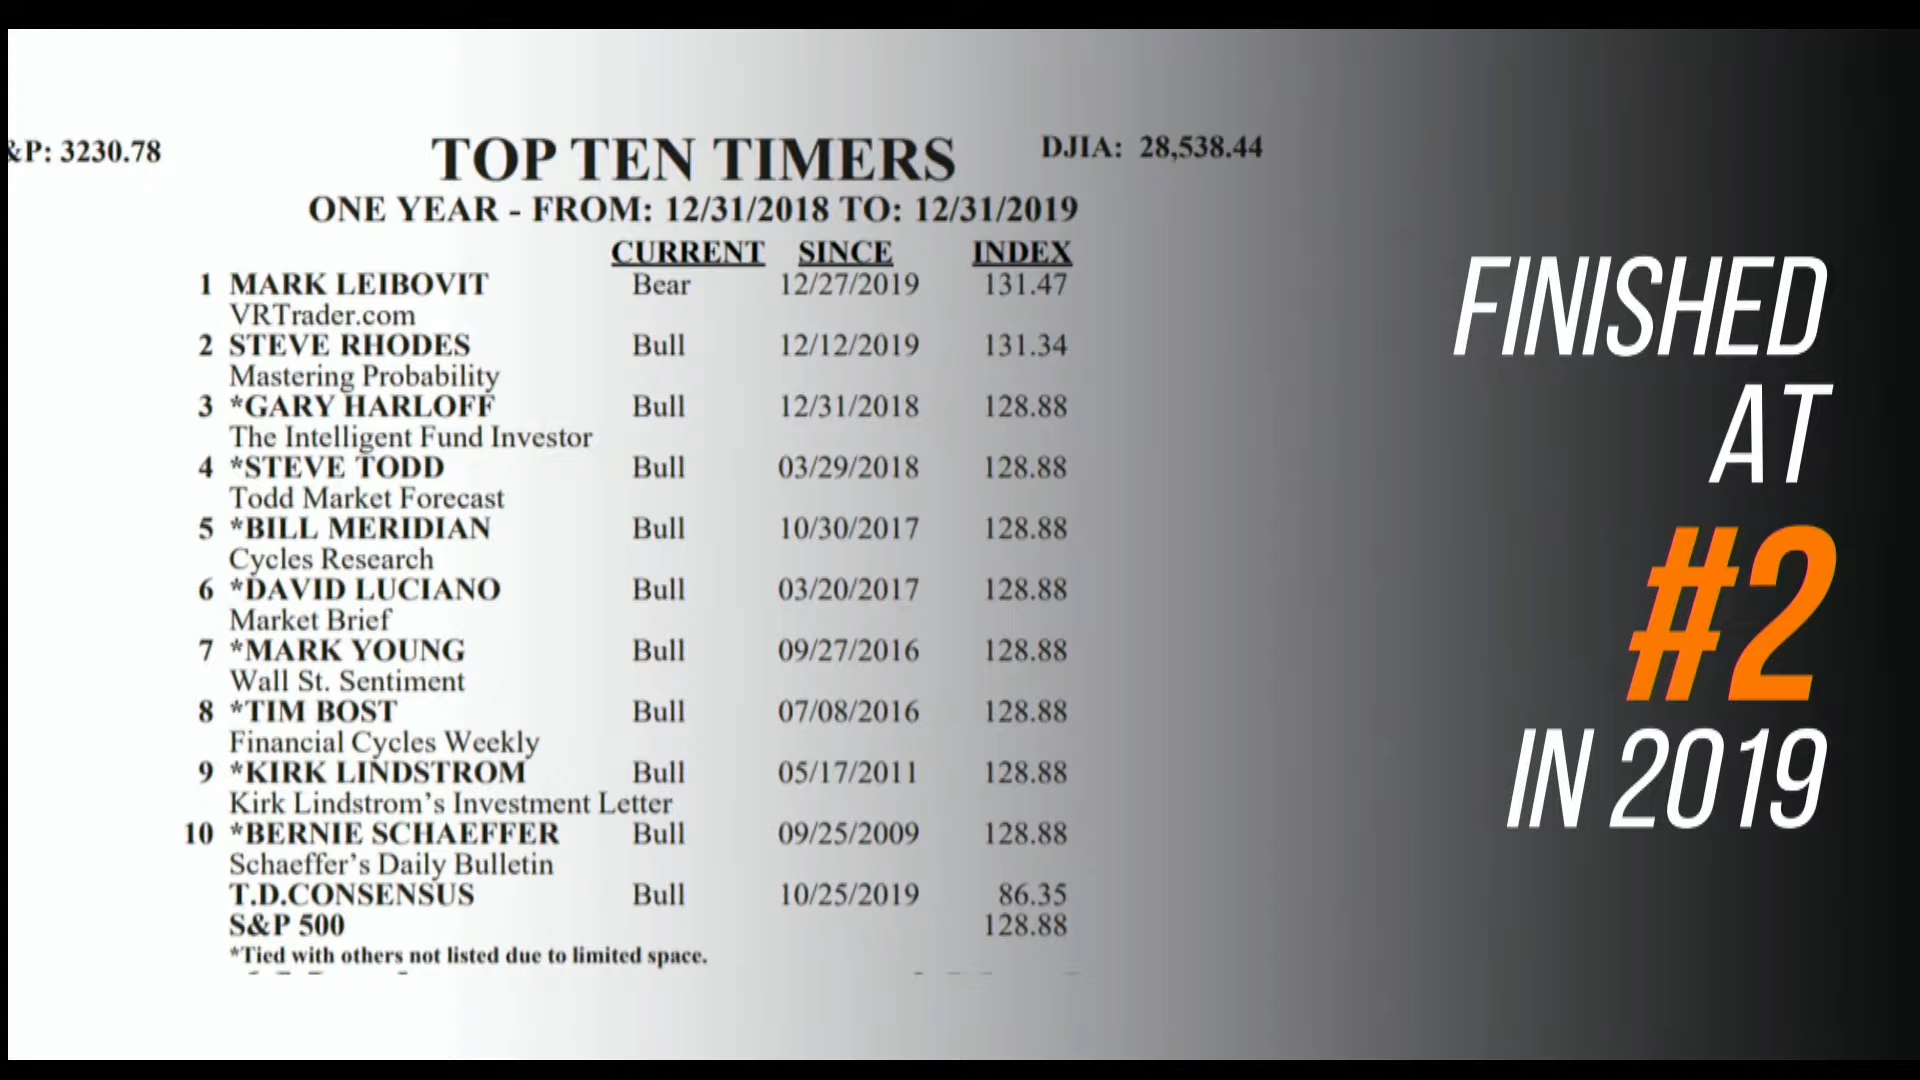 &P: 3230.78
TOP TEN TIMERS
DJIA: 28,538.44
ONE YEAR - FROM: 12/31/2018 TO: 12/31/2019
CURRENT SINCE INDEX
1 MARK LEIBOVIT Bear 12/27/2019 131.47
VRTrader.com
2 STEVE RHODES Bull 12/12/2019 131.34
Mastering Probability
3 *GARY HARLOFF Bull 12/31/2018 128.88
The Intelligent Fund Investor
4 *STEVE TODD Bull 03/29/2018 128.88
Todd Market Forecast
5 *BILL MERIDIAN Bull 10/30/2017 128.88
Cycles Research
6 *DAVID LUCIANO Bull 03/20/2017 128.88
Market Brief
7 *MARK YOUNG Bull 09/27/2016 128.88
Wall St. Sentiment
8 *TIM BOST Bull 07/08/2016 128.88
Financial Cycles Weekly
9 *KIRK LINDSTROM Bull 05/17/2011 128.88
Kirk Lindstrom's Investment Letter
10 *BERNIE SCHAEFFER Bull 09/25/2009 128.88
Schaeffer's Daily Bulletin
T.D.CONSENSUS Bull 10/25/2019 86.35
S&P 500 128.88
*Tied with others not listed due to limited space.
FINISHED
AT
#2
IN 2019